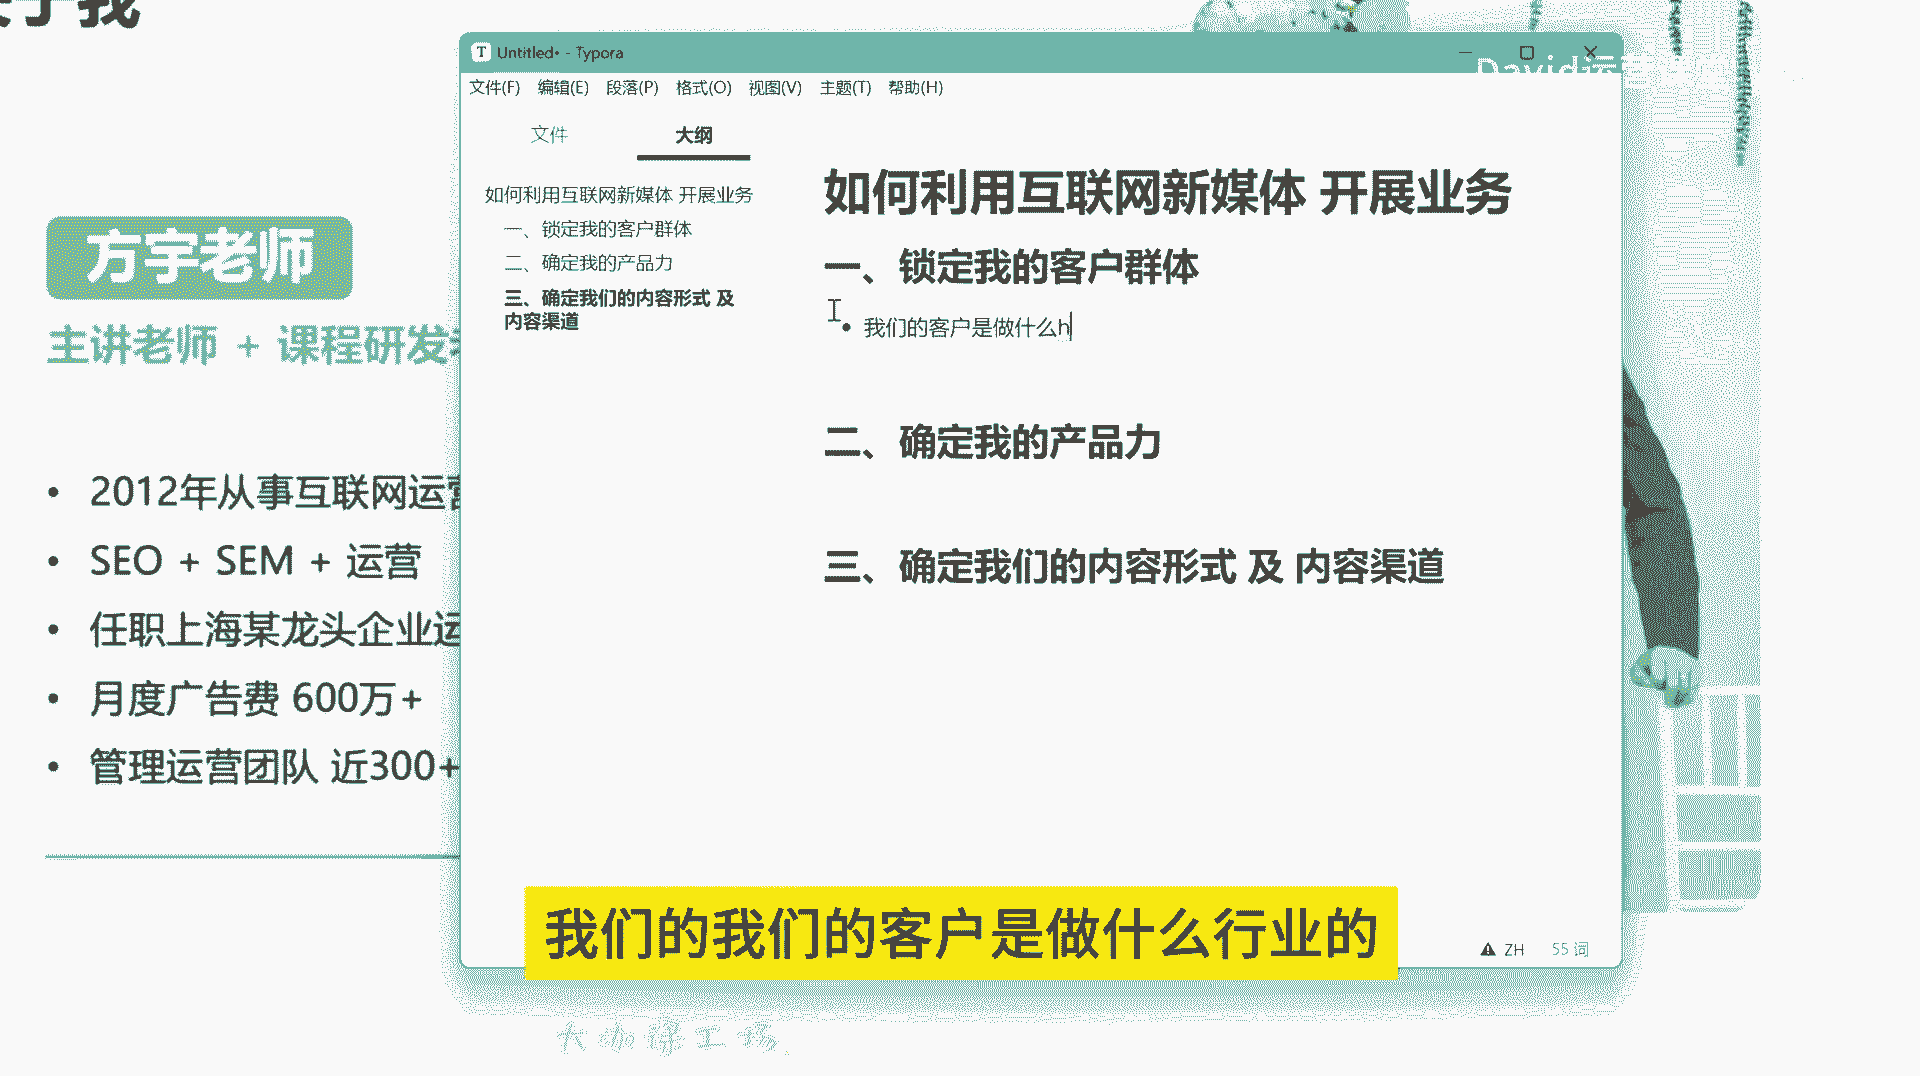 关于我
方宇老师
主讲老师 + 课程研发
2012年从事互联网运营
SEO + SEM + 运营
任职上海某龙头企业运
月度广告费 600万+
管理运营团队 近300+
Untitled• - Typora
David运营
文件(F) 编辑(E) 段落(P) 格式(O) 视图(V) 主题(T) 帮助(H)
文件 大纲
如何利用互联网新媒体 开展业务
一、锁定我的客户群体
二、确定我的产品力
三、确定我们的内容形式 及
内容渠道
如何利用互联网新媒体 开展业务
一、锁定我的客户群体
我们的客户是做什么h
二、确定我的产品力
三、确定我们的内容形式 及 内容渠道
ZH 55 词
我们的我们的客户是做什么行业的
大咖课工场